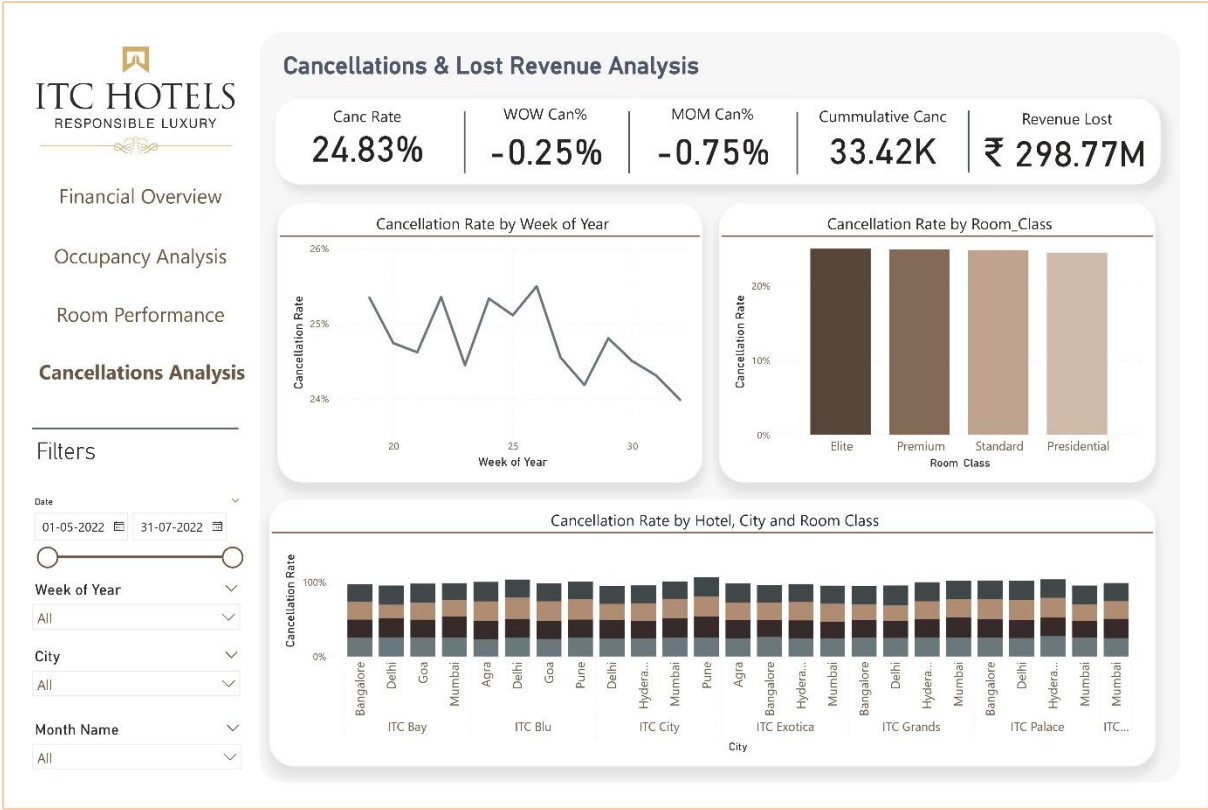 ITC HOTELS
RESPONSIBLE LUXURY
Financial Overview
Occupancy Analysis
Room Performance
Cancellations Analysis
Filters
Date
01-05-2022 31-07-2022
Week of Year
All
City
All
Month Name
All
Cancellations & Lost Revenue Analysis
Canc Rate
24.83%
WOW Can%
-0.25%
MOM Can%
-0.75%
Cummulative Canc
33.42K
Revenue Lost
₹ 298.77M
Cancellation Rate by Week of Year
Cancellation Rate
26%
25%
24%
20 25 30
Week of Year
Cancellation Rate by Room_Class
Cancellation Rate
20%
10%
0%
Elite Premium Standard Presidential
Room_Class
Cancellation Rate by Hotel, City and Room Class
Cancellation Rate
100%
0%
Bangalore Delhi Goa Mumbai Agra Delhi Goa Pune Delhi Hydera... Mumbai Pune Agra Bangalore Hydera... Mumbai Bangalore Delhi Hydera... Mumbai Bangalore Delhi Hydera... Mumbai Mumbai
ITC Bay ITC Blu ITC City ITC Exotica ITC Grands ITC Palace ITC...
City